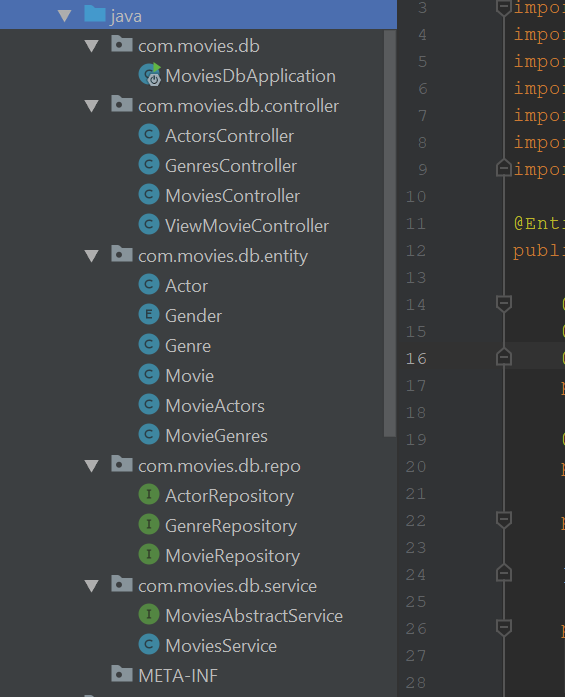 java
com.movies.db
MoviesDbApplication
com.movies.db.controller
C ActorsController
C GenresController
C MoviesController
C ViewMovieController
com.movies.db.entity
C Actor
E Gender
C Genre
C Movie
C MovieActors
C MovieGenres
com.movies.db.repo
I ActorRepository
I GenreRepository
I MovieRepository
com.movies.db.service
I MoviesAbstractService
C MoviesService
META-INF
3 impor
4 impor
5 impor
6 impor
7 impor
8 impor
9 impor
10
11 @Enti
12 publi
13
14
15
16
17 p
18
19
20 p
21
22 p
23
24
25
26 p
27
28